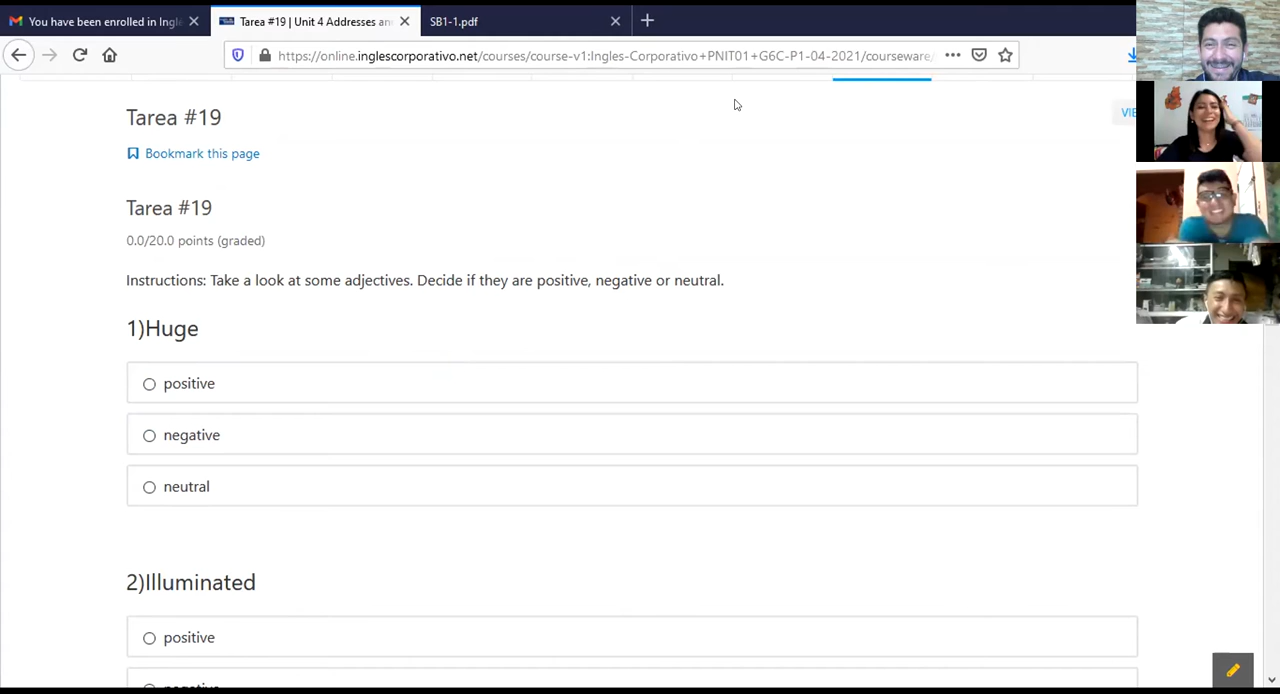 You have been enrolled in Ingl
Tarea #19 | Unit 4 Addresses an
SB1-1.pdf
https://online.inglescorporativo.net/courses/course-v1:Ingles-Corporativo+PNIT01+G6C-P1-04-2021/courseware/
Tarea #19
VIE
Bookmark this page
Tarea #19
0.0/20.0 points (graded)
Instructions: Take a look at some adjectives. Decide if they are positive, negative or neutral.
1)Huge
positive
negative
neutral
2)Illuminated
positive
negative